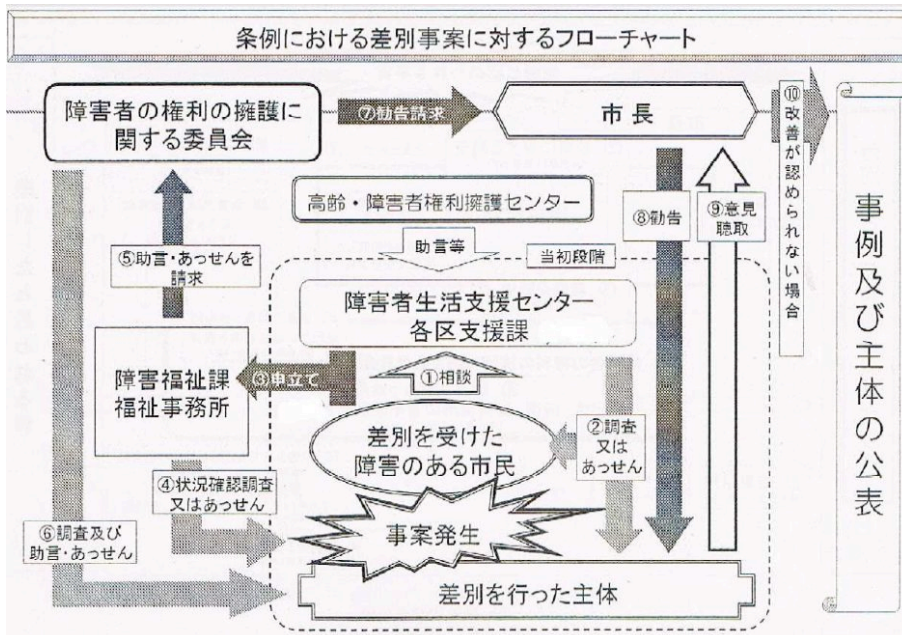 条例における差別事案に対するフローチャート
障害者の権利の擁護に
関する委員会
⑦勧告請求
市長
⑩改善が認められない場合
事例及び主体の公表
高齢・障害者権利擁護センター
⑧勧告
⑨意見
聴取
助言等
当初段階
⑤助言・あっせんを
請求
障害者生活支援センター
各区支援課
障害福祉課
福祉事務所
③申立て
①相談
②調査
又は
あっせん
差別を受けた
障害のある市民
④状況確認調査
又はあっせん
事案発生
⑥調査及び
助言・あっせん
差別を行った主体